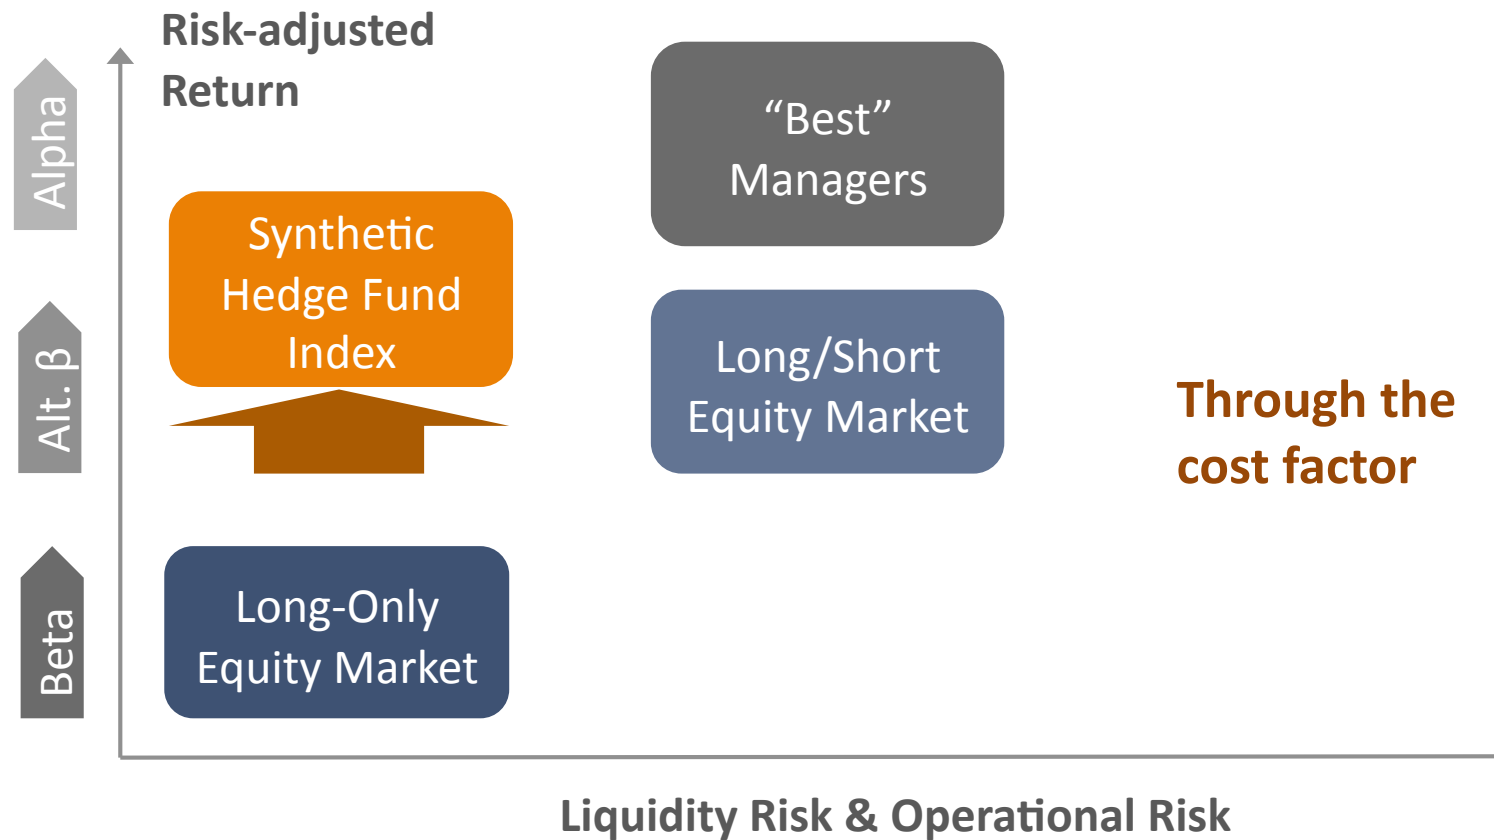 Risk-adjusted
Return
Alpha
Alt. β
Beta
“Best”
Managers
Synthetic
Hedge Fund
Index
Long/Short
Equity Market
Through the
cost factor
Long-Only
Equity Market
Liquidity Risk & Operational Risk